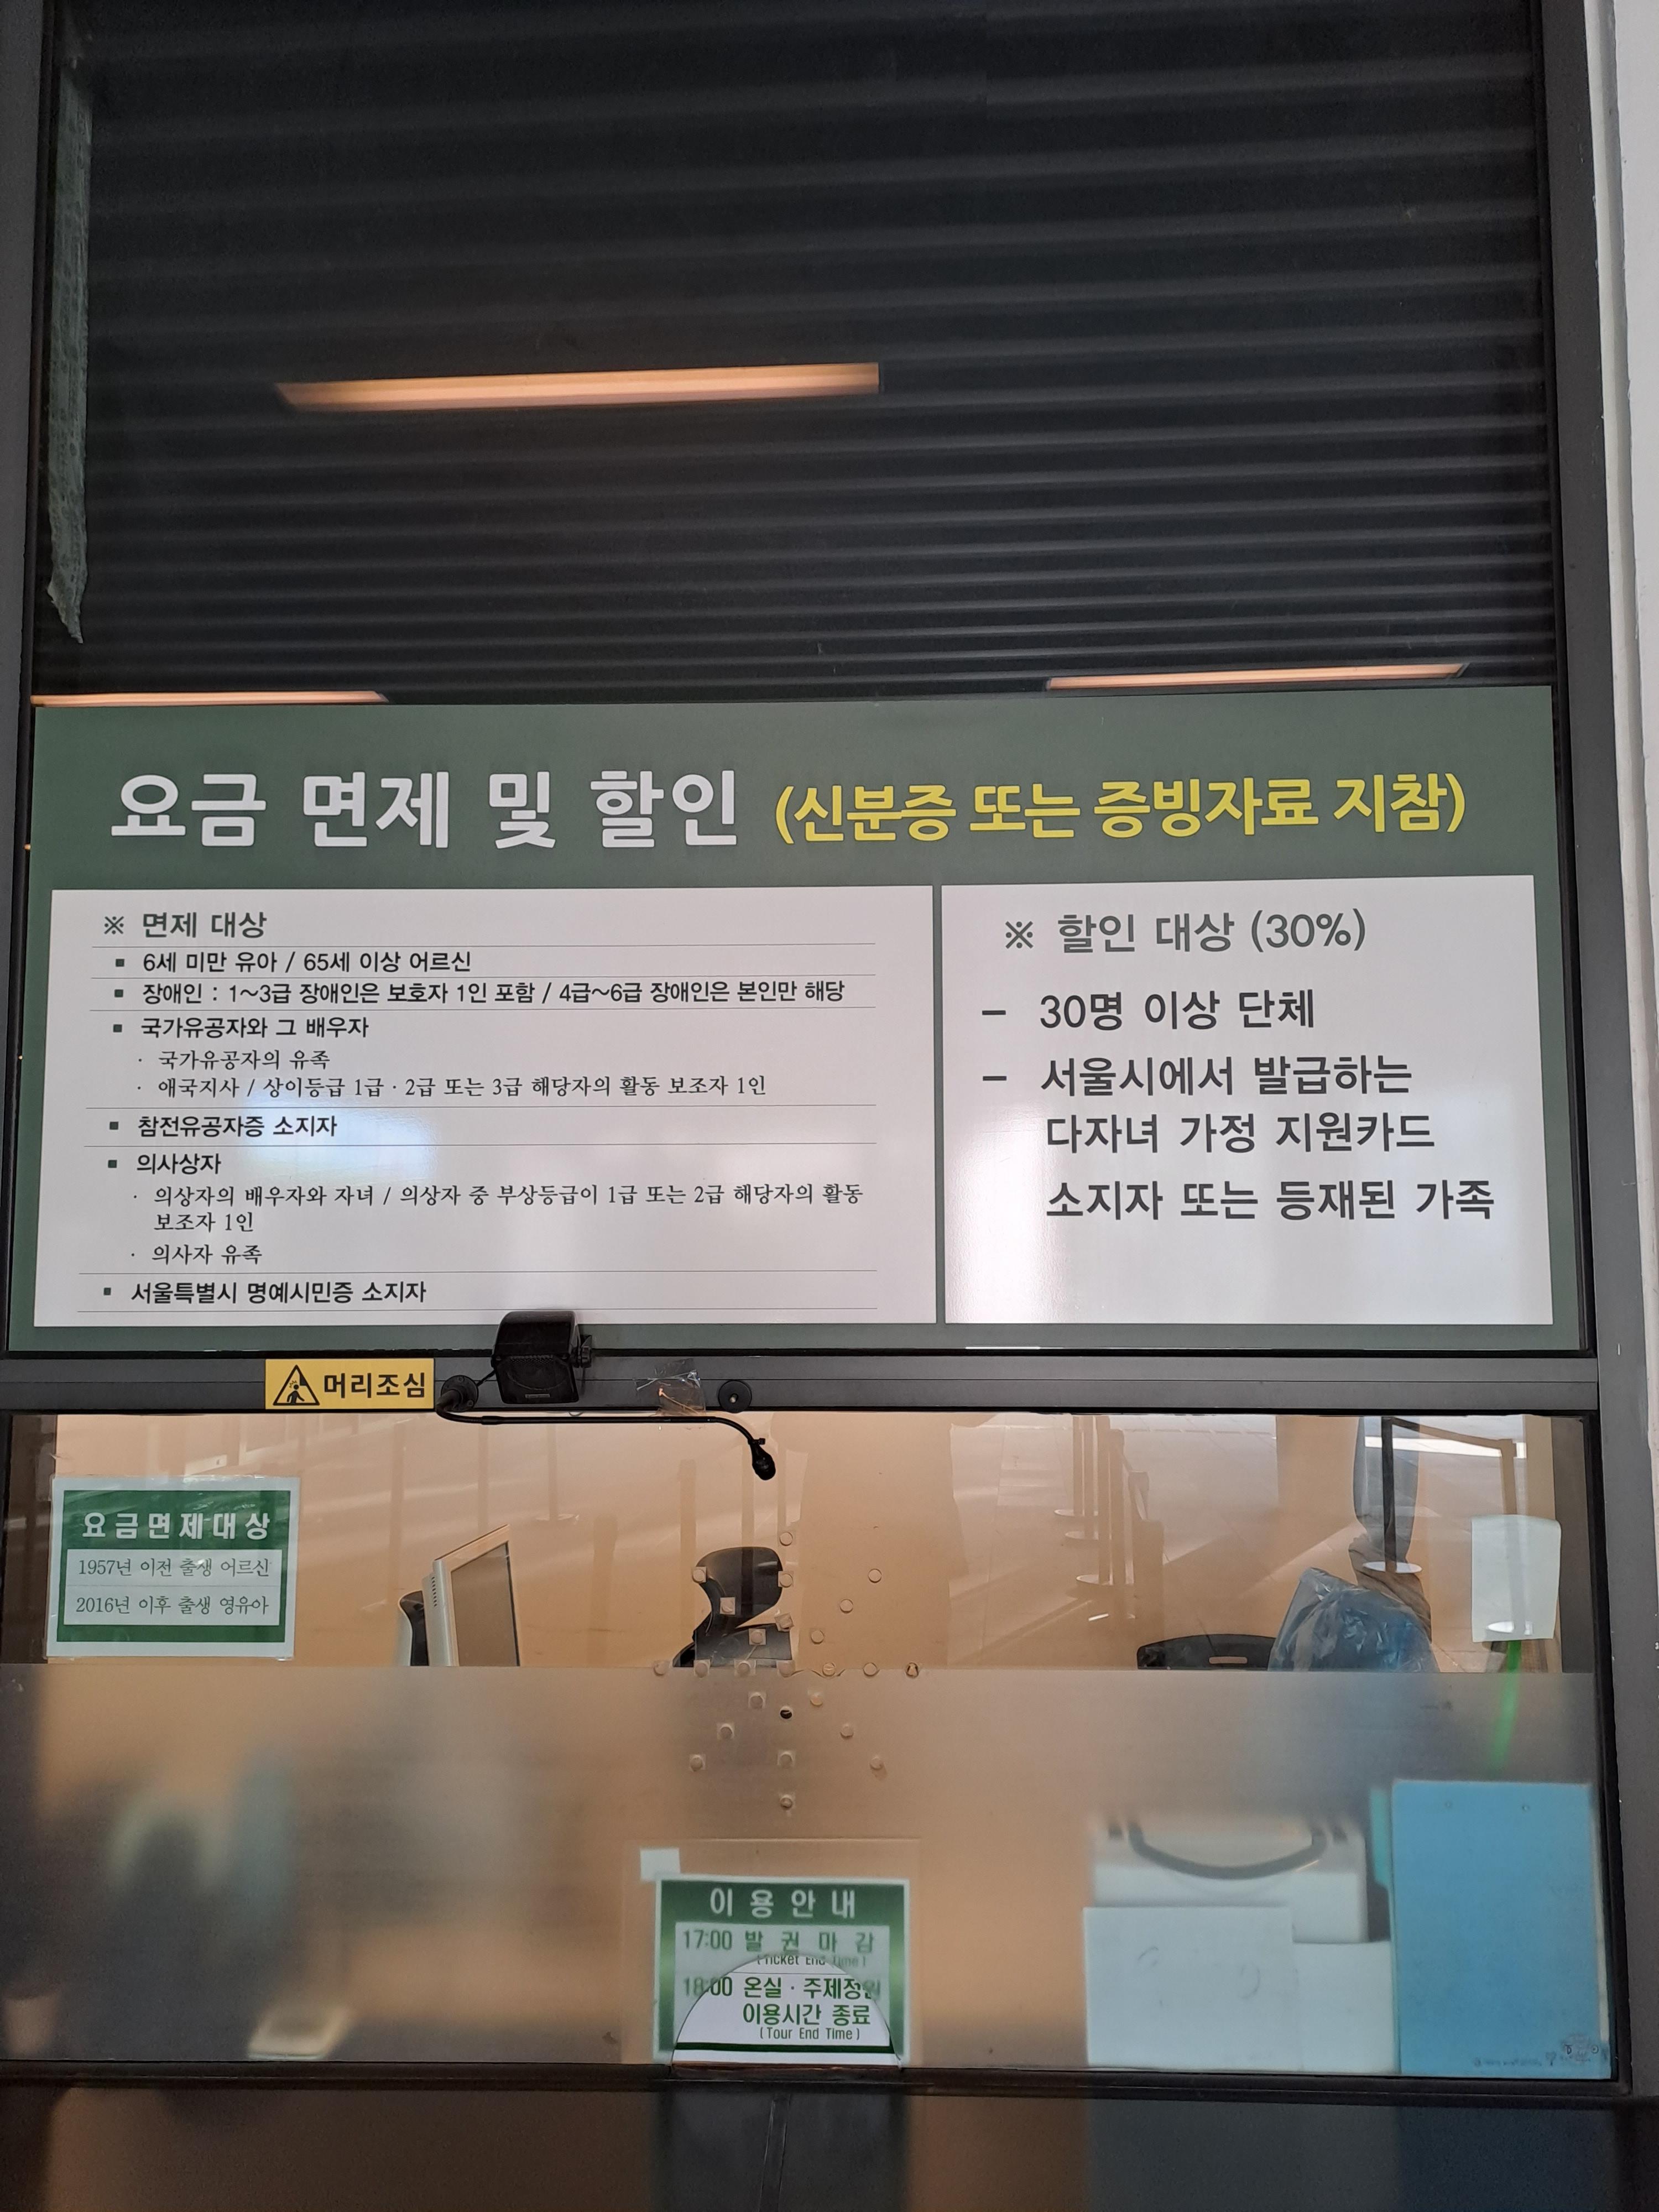 요금 면제 및 할인 (신분증 또는 증빙자료 지참)
※ 면제 대상
▪ 6세 미만 유아 / 65세 이상 어르신
▪ 장애인 : 1~3급 장애인은 보호자 1인 포함 / 4급~6급 장애인은 본인만 해당
▪ 국가유공자와 그 배우자
· 국가유공자의 유족
· 애국지사 / 상이등급 1급 · 2급 또는 3급 해당자의 활동 보조자 1인
▪ 참전유공자증 소지자
▪ 의사상자
· 의상자의 배우자와 자녀 / 의상자 중 부상등급이 1급 또는 2급 해당자의 활동
보조자 1인
· 의사자 유족
▪ 서울특별시 명예시민증 소지자
※ 할인 대상 (30%)
– 30명 이상 단체
– 서울시에서 발급하는
다자녀 가정 지원카드
소지자 또는 등재된 가족
머리조심
요금면제대상
1957년 이전 출생 어르신
2016년 이후 출생 영유아
이용안내
17:00 발권마감
(Ticket End Time)
18:00 온실 · 주제정원
이용시간 종료
(Tour End Time)